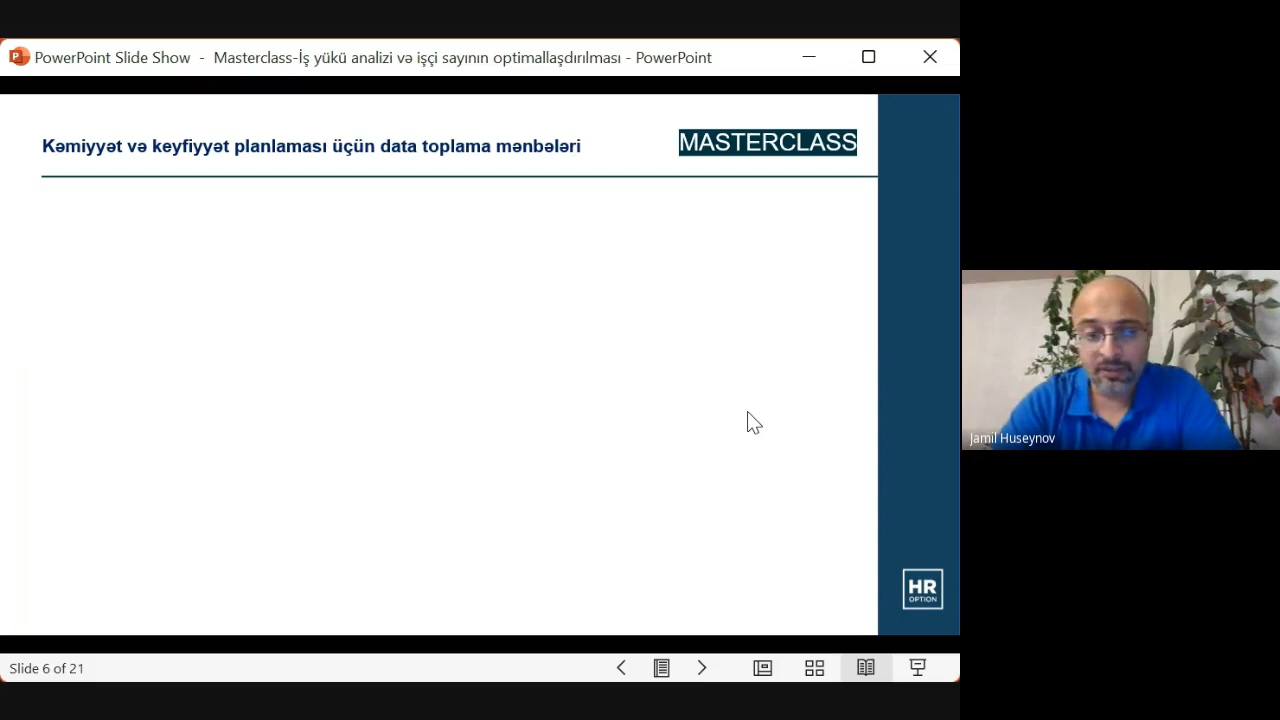 PowerPoint Slide Show - Masterclass-İş yükü analizi və işçi sayının optimallaşdırılması - PowerPoint
Kəmiyyət və keyfiyyət planlaması üçün data toplama mənbələri
MASTERCLASS
Jamil Huseynov
HR
OPTION
Slide 6 of 21